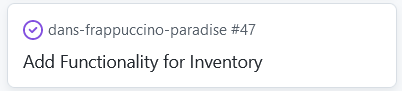 dans-frappuccino-paradise #47
Add Functionality for Inventory